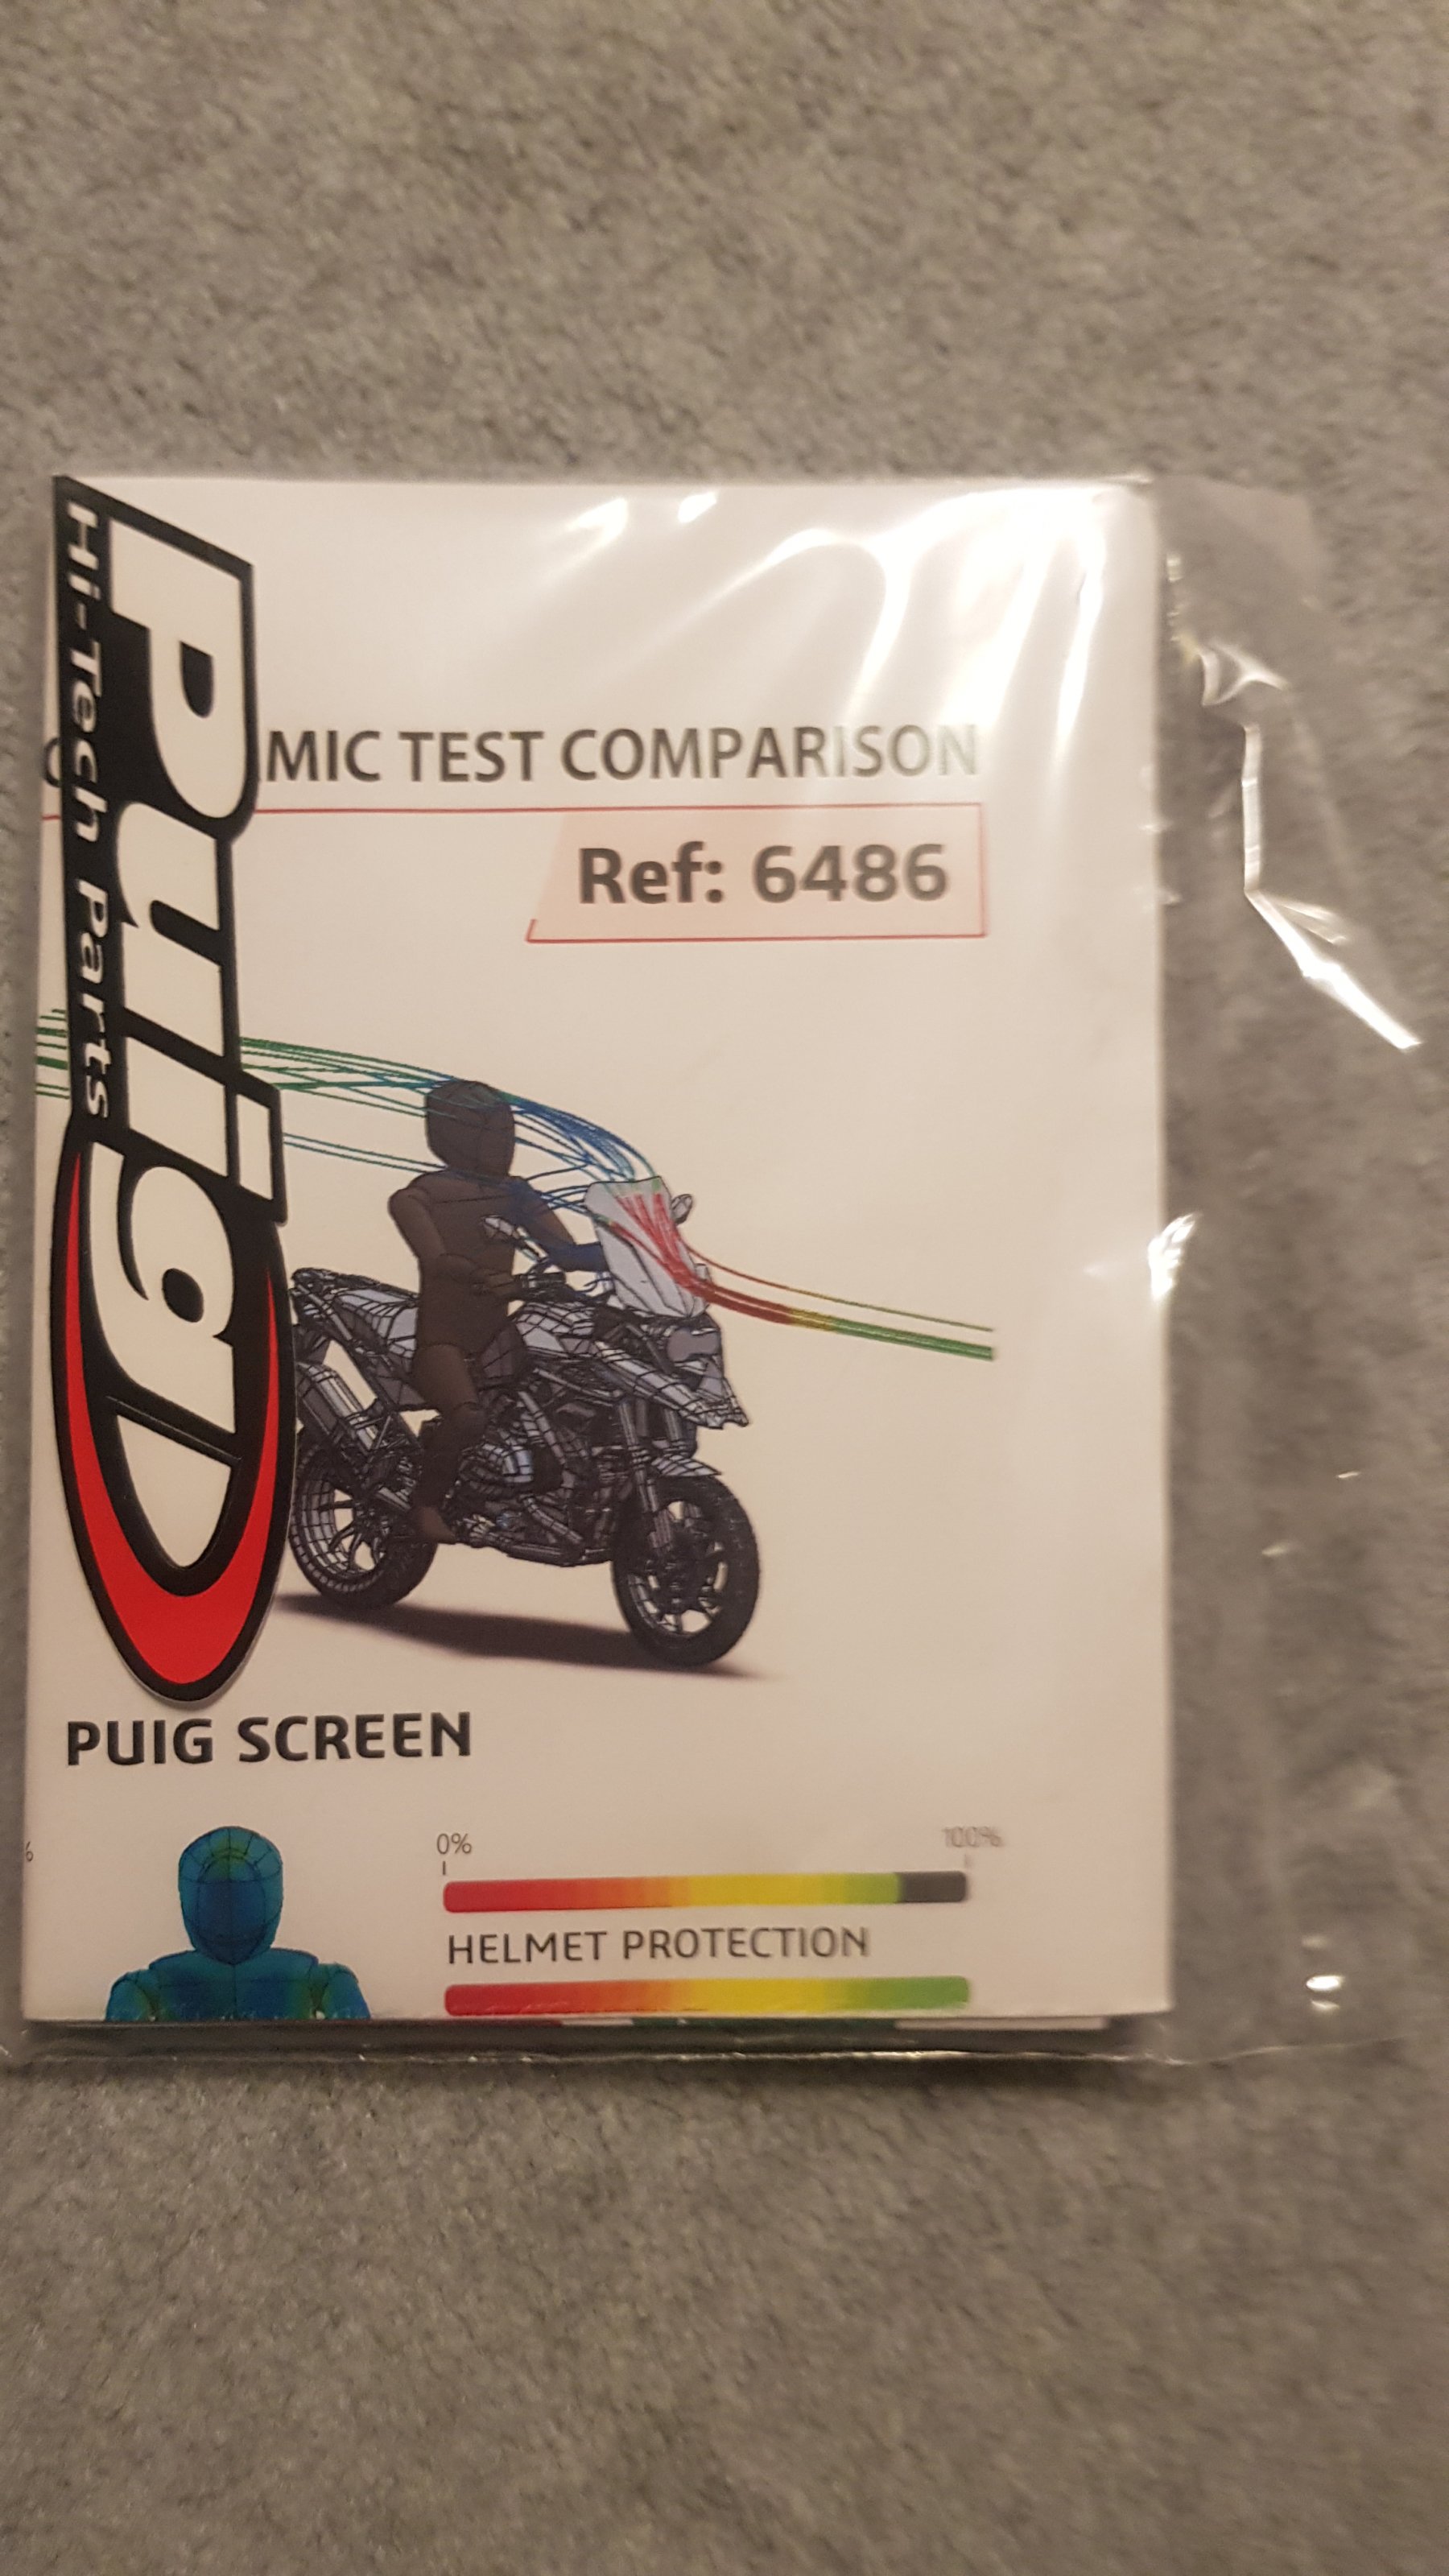 Puig
Hi-Tech Parts
MIC TEST COMPARISON
Ref: 6486
PUIG SCREEN
0%
100%
%
HELMET PROTECTION